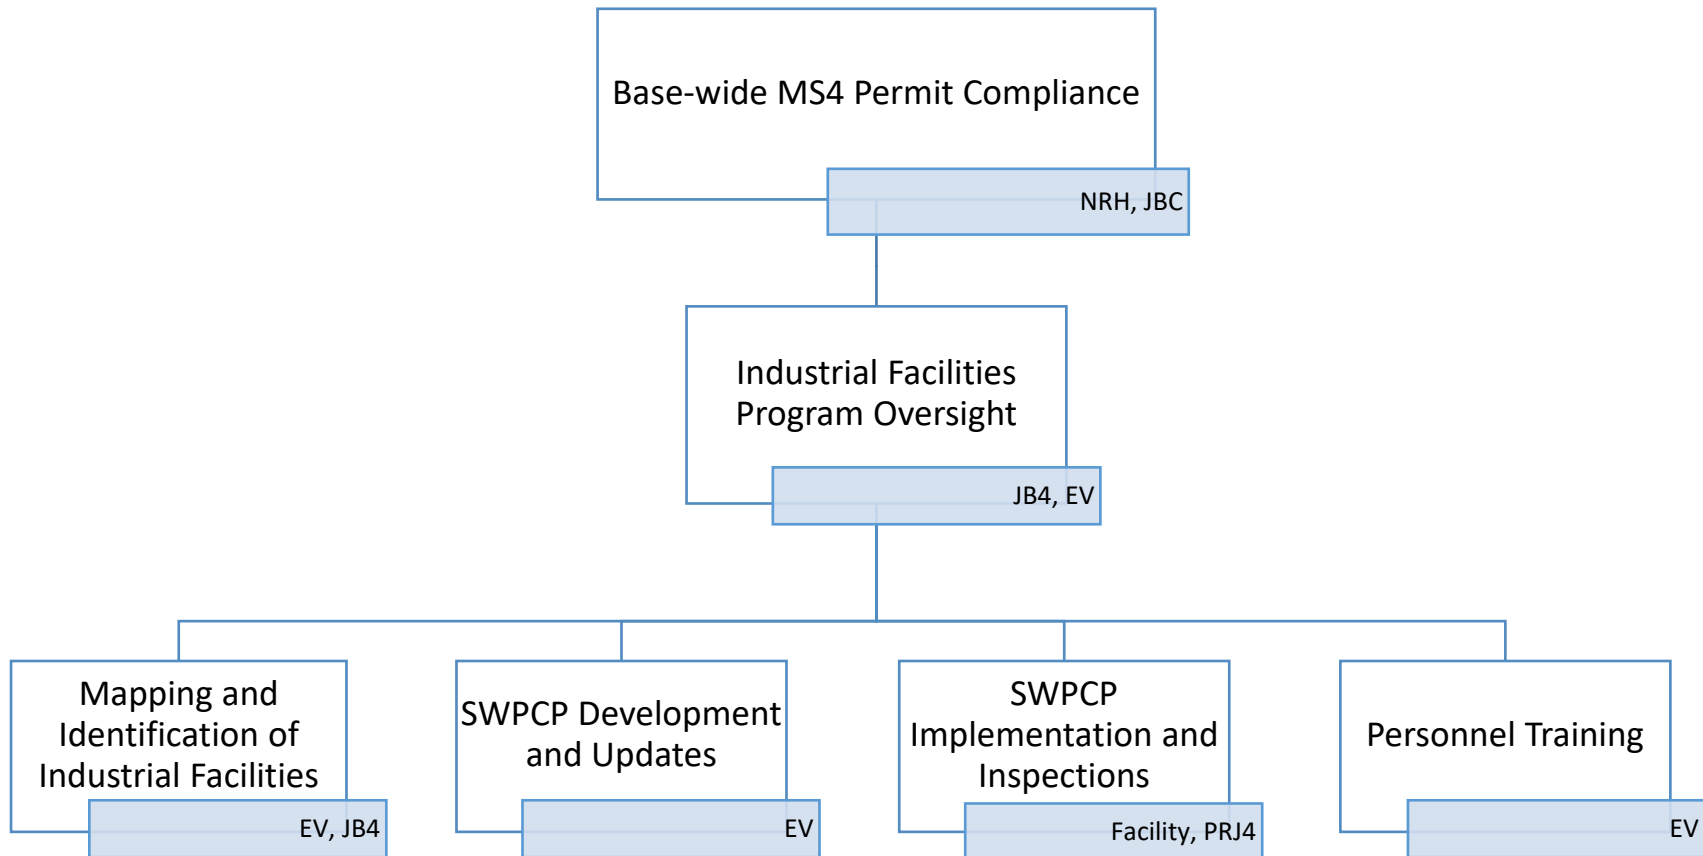 Base-wide MS4 Permit Compliance
NRH, JBC
Industrial Facilities
Program Oversight
JB4, EV
Mapping and
Identification of
Industrial Facilities
EV, JB4
SWPCP Development
and Updates
EV
SWPCP
Implementation and
Inspections
Facility, PRJ4
Personnel Training
EV